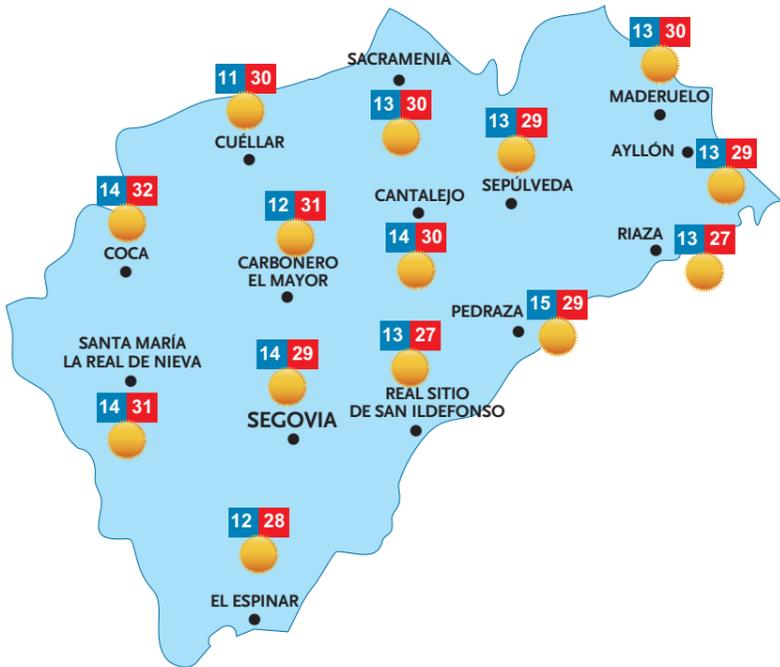 13 30
MADERUELO
SACRAMENIA
13 30
11 30
CUÉLLAR
13 29
SEPÚLVEDA
AYLLÓN
13 29
14 32
COCA
12 31
CARBONERO
EL MAYOR
CANTALEJO
14 30
RIAZA
13 27
PEDRAZA
15 29
SANTA MARÍA
LA REAL DE NIEVA
14 31
14 29
SEGOVIA
13 27
REAL SITIO
DE SAN ILDEFONSO
12 28
EL ESPINAR